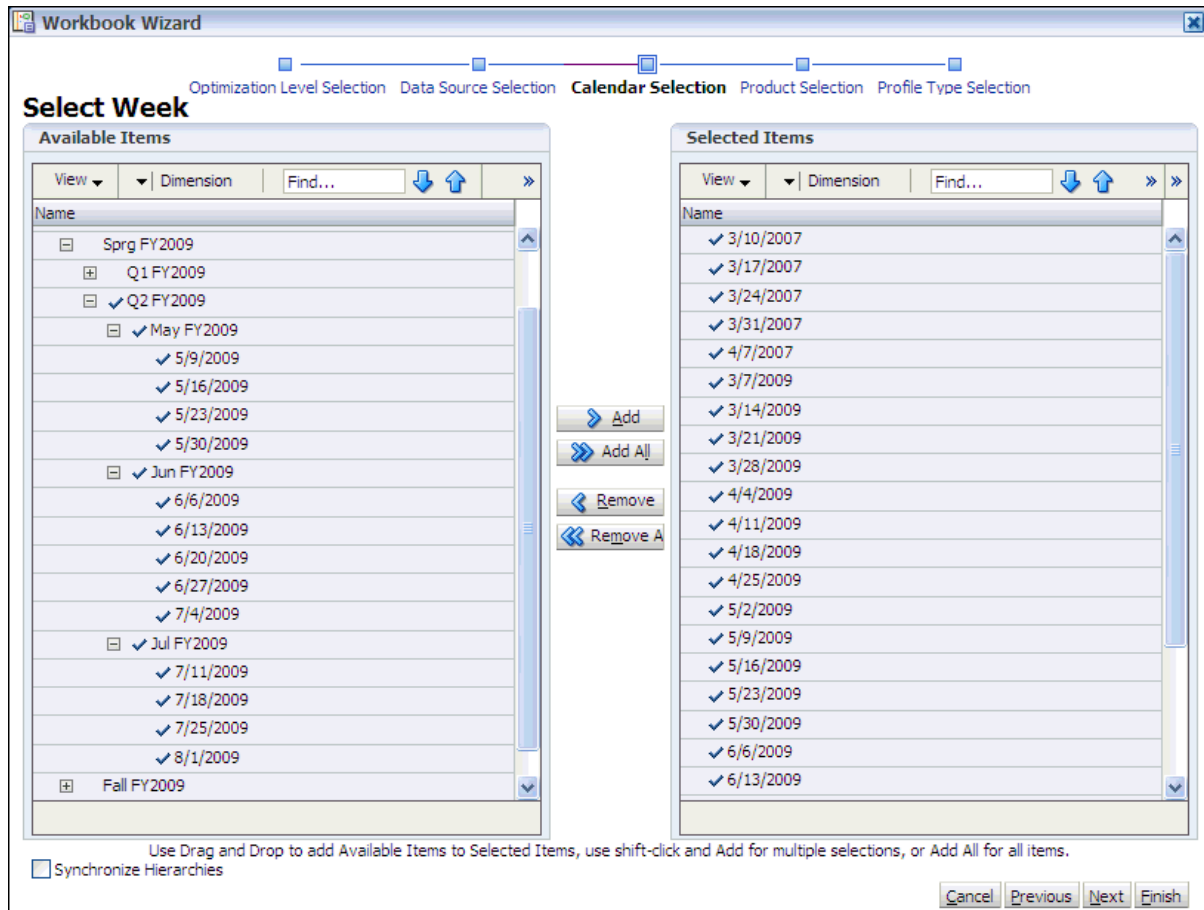 Workbook Wizard
Optimization Level Selection Data Source Selection Calendar Selection Product Selection Profile Type Selection
Select Week
Available Items
View Dimension Find... »
Name
Sprg FY2009
Q1 FY2009
Q2 FY2009
May FY2009
5/9/2009
5/16/2009
5/23/2009
5/30/2009
Jun FY2009
6/6/2009
6/13/2009
6/20/2009
6/27/2009
7/4/2009
Jul FY2009
7/11/2009
7/18/2009
7/25/2009
8/1/2009
Fall FY2009
Add
Add All
Remove
Remove A
Selected Items
View Dimension Find... » »
Name
3/10/2007
3/17/2007
3/24/2007
3/31/2007
4/7/2007
3/7/2009
3/14/2009
3/21/2009
3/28/2009
4/4/2009
4/11/2009
4/18/2009
4/25/2009
5/2/2009
5/9/2009
5/16/2009
5/23/2009
5/30/2009
6/6/2009
6/13/2009
Use Drag and Drop to add Available Items to Selected Items, use shift-click and Add for multiple selections, or Add All for all items.
Synchronize Hierarchies
Cancel Previous Next Finish